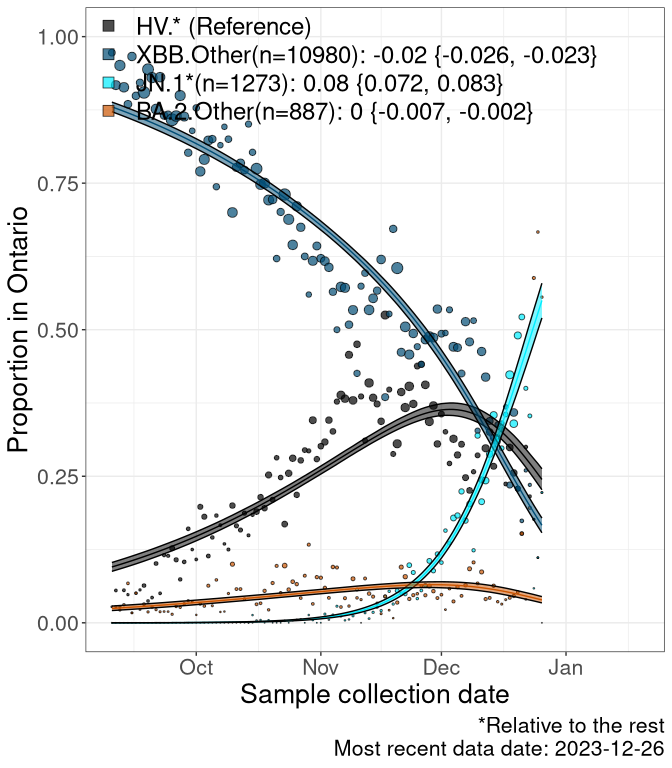 HV.* (Reference)
XBB.Other(n=10980): -0.02 {-0.026, -0.023}
JN.1*(n=1273): 0.08 {0.072, 0.083}
BA.2.Other(n=887): 0 {-0.007, -0.002}
1.00
0.75
0.50
0.25
0.00
Proportion in Ontario
Oct Nov Dec Jan
Sample collection date
*Relative to the rest
Most recent data date: 2023-12-26